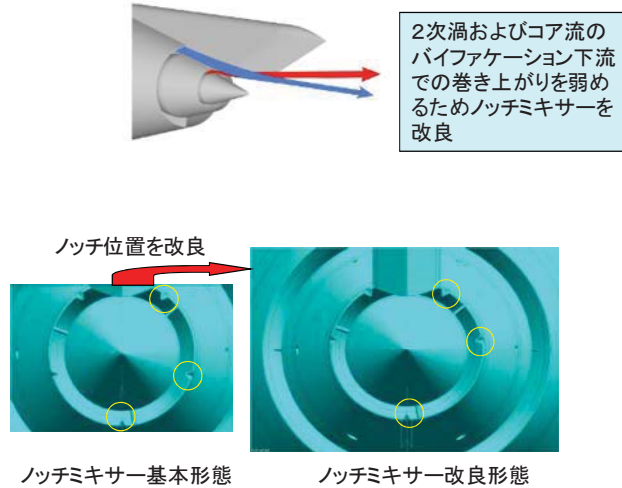 2次渦およびコア流の
バイファケーション下流
での巻き上がりを弱め
るためノッチミキサーを
改良
ノッチ位置を改良
ノッチミキサー基本形態
ノッチミキサー改良形態